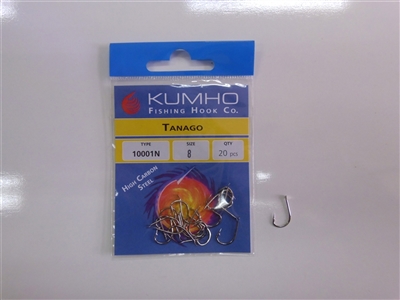 KUMHO
FISHING HOOK CO.
TANAGO
TYPE SIZE QTY
10001N 8 20 pcs
HIGH CARBON
STEEL